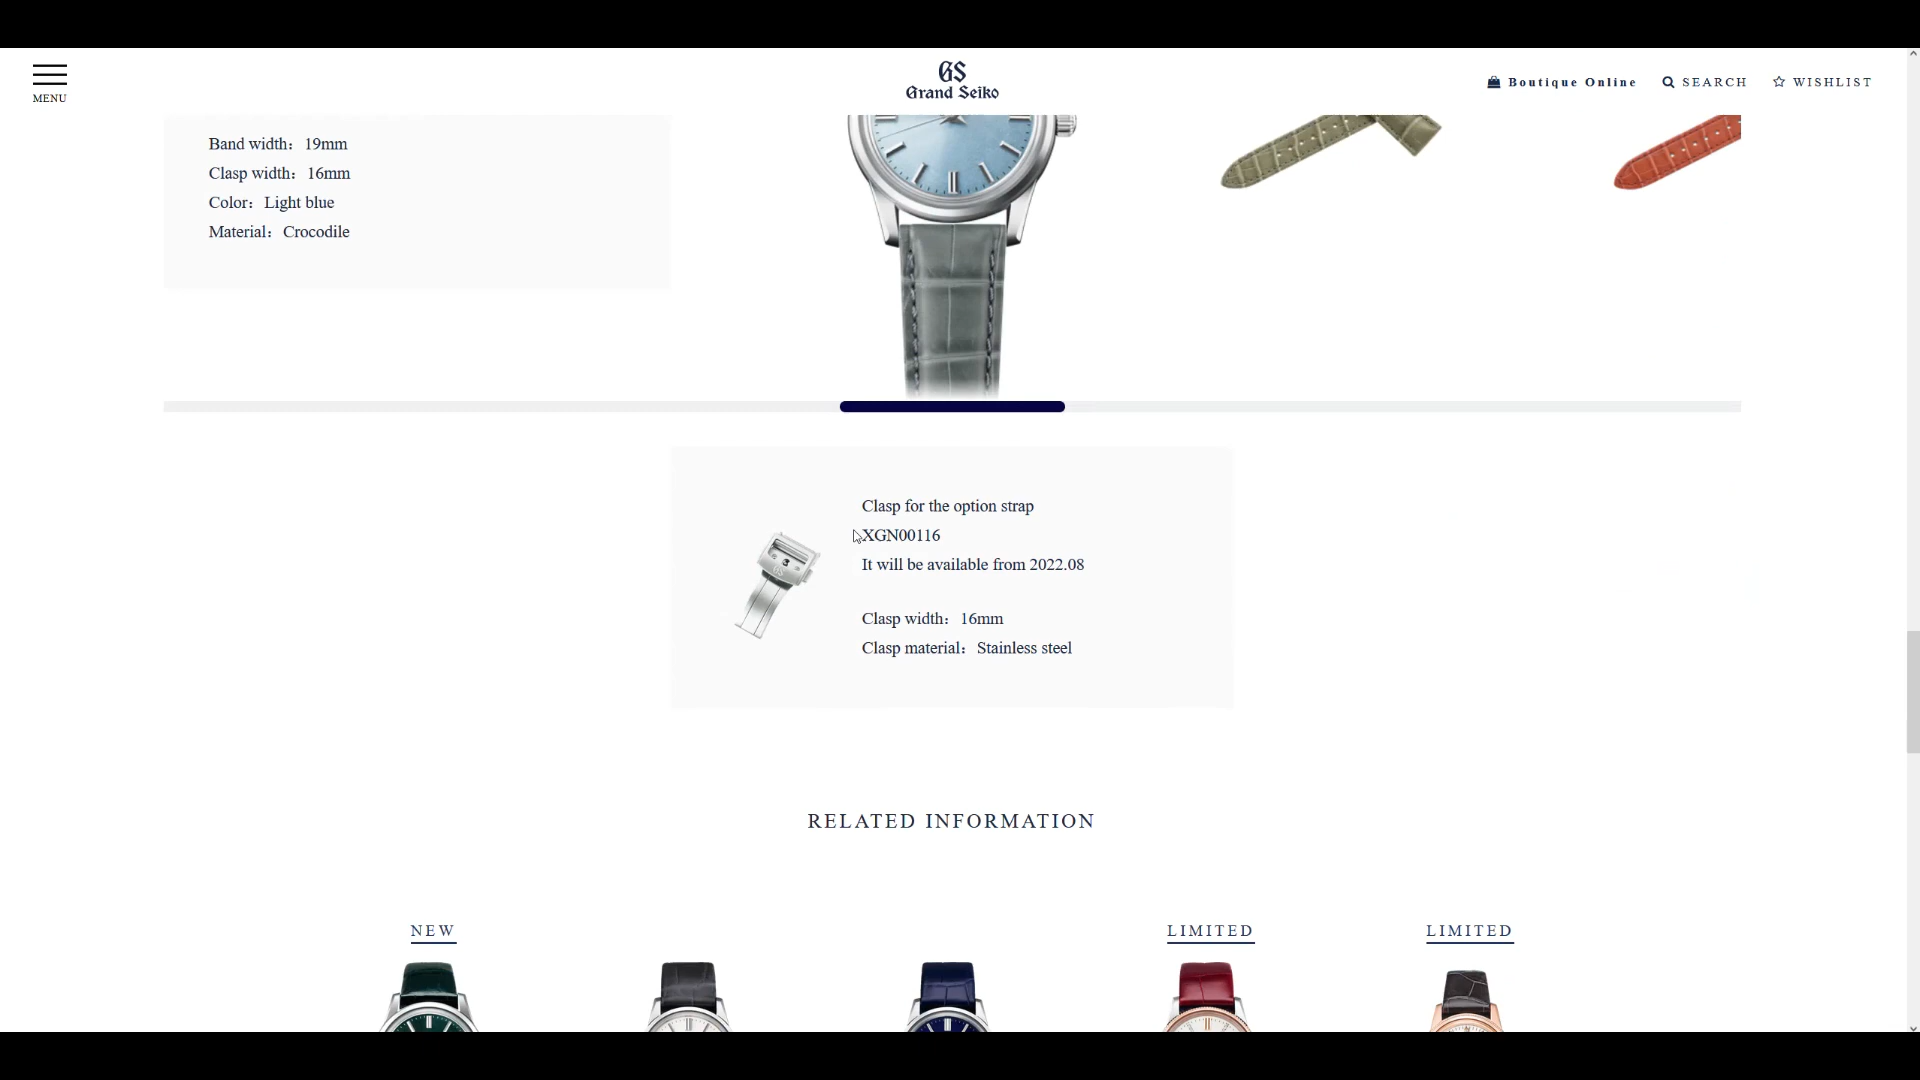 MENU
GS
Grand Seiko
Boutique Online
SEARCH
WISHLIST
Band width：19mm
Clasp width：16mm
Color：Light blue
Material：Crocodile
Clasp for the option strap
XGN00116
It will be available from 2022.08
Clasp width：16mm
Clasp material：Stainless steel
RELATED INFORMATION
NEW
LIMITED
LIMITED